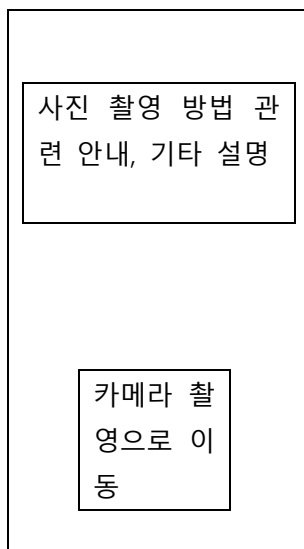 사진 촬영 방법 관
련 안내, 기타 설명
카메라 촬
영으로 이
동